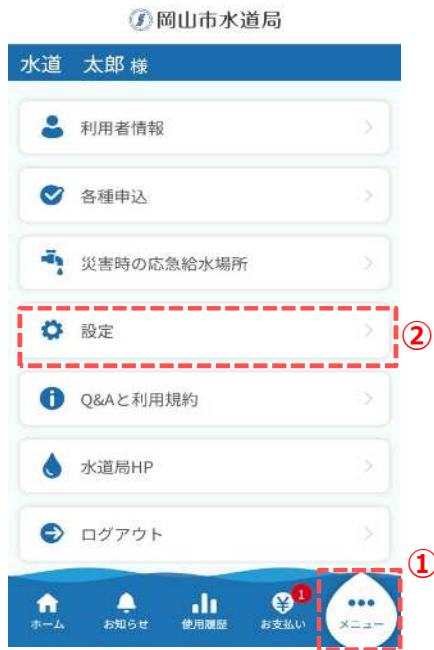 岡山市水道局
水道　太郎 様
利用者情報
各種申込
災害時の応急給水場所
設定
②
Q&Aと利用規約
水道局HP
ログアウト
①
1
ホーム お知らせ 使用履歴 お支払い メニュー